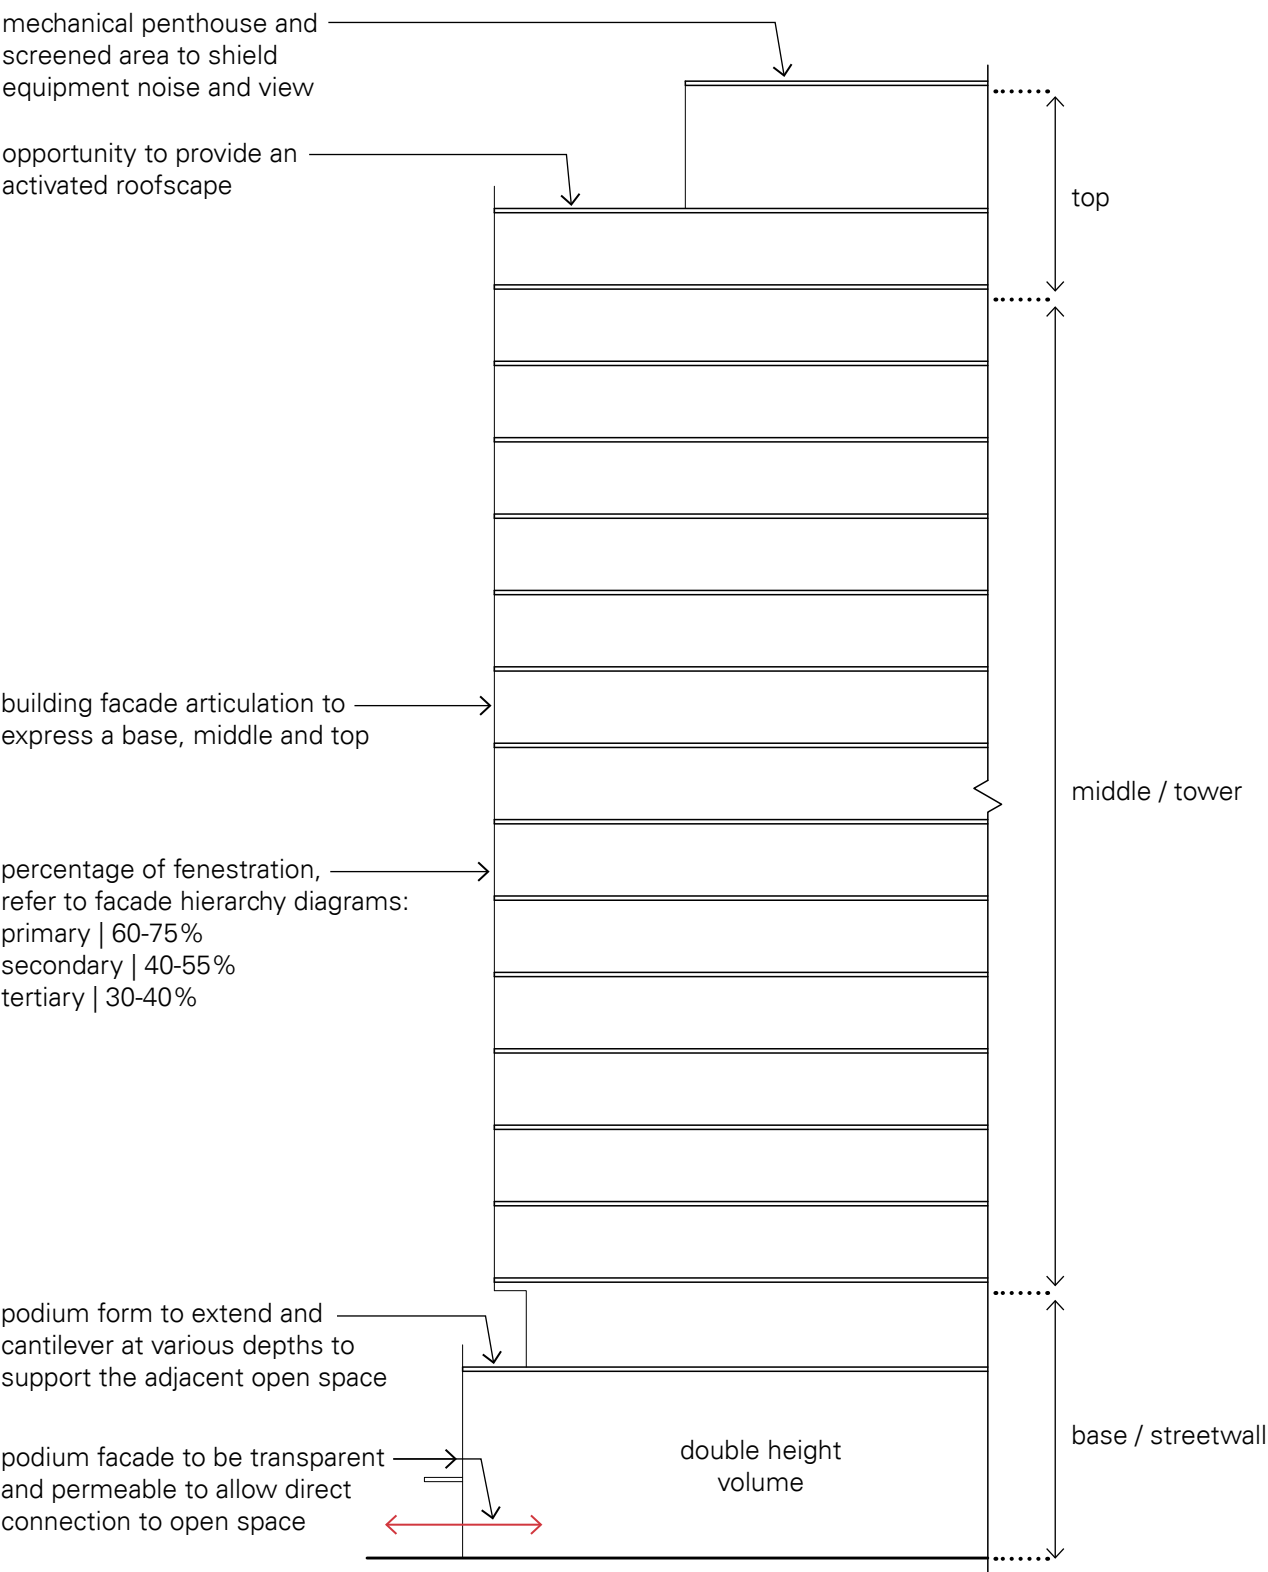 mechanical penthouse and
screened area to shield
equipment noise and view
opportunity to provide an
activated roofscape
top
building facade articulation to
express a base, middle and top
middle / tower
percentage of fenestration,
refer to facade hierarchy diagrams:
primary | 60-75%
secondary | 40-55%
tertiary | 30-40%
podium form to extend and
cantilever at various depths to
support the adjacent open space
base / streetwall
podium facade to be transparent
and permeable to allow direct
connection to open space
double height
volume